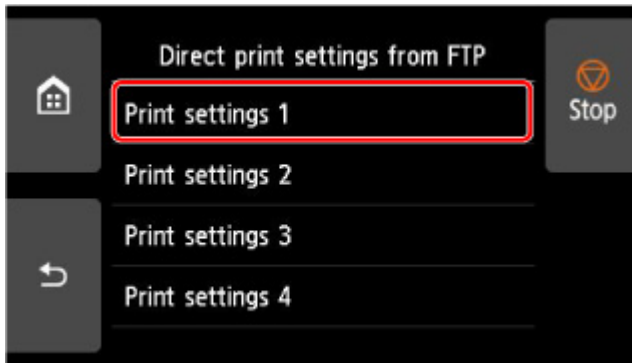 Direct print settings from FTP
Print settings 1
Stop
Print settings 2
Print settings 3
Print settings 4